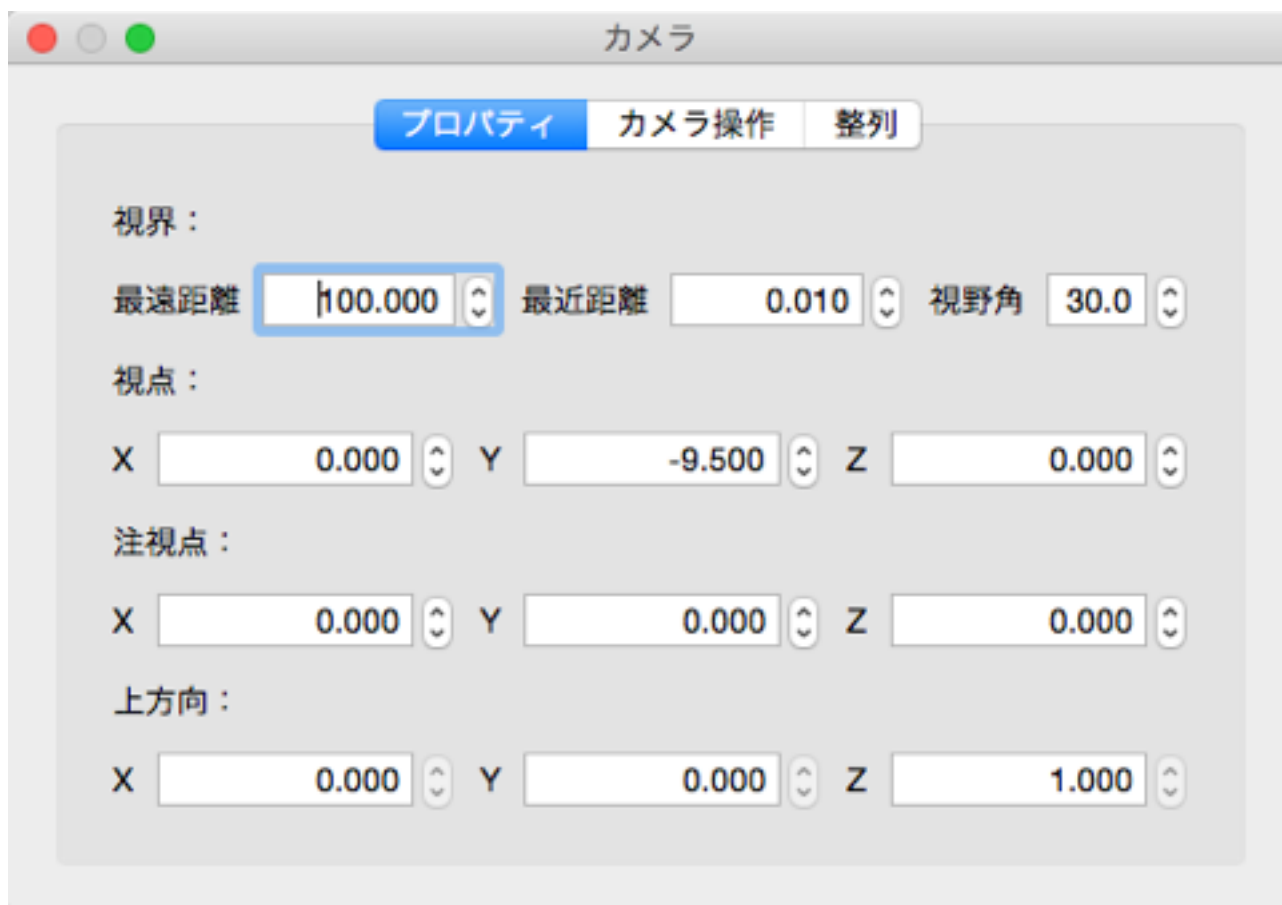 カメラ
プロパティ カメラ操作 整列
視界：
最遠距離 100.000 最近距離 0.010 視野角 30.0
視点：
X 0.000 Y -9.500 Z 0.000
注視点：
X 0.000 Y 0.000 Z 0.000
上方向：
X 0.000 Y 0.000 Z 1.000